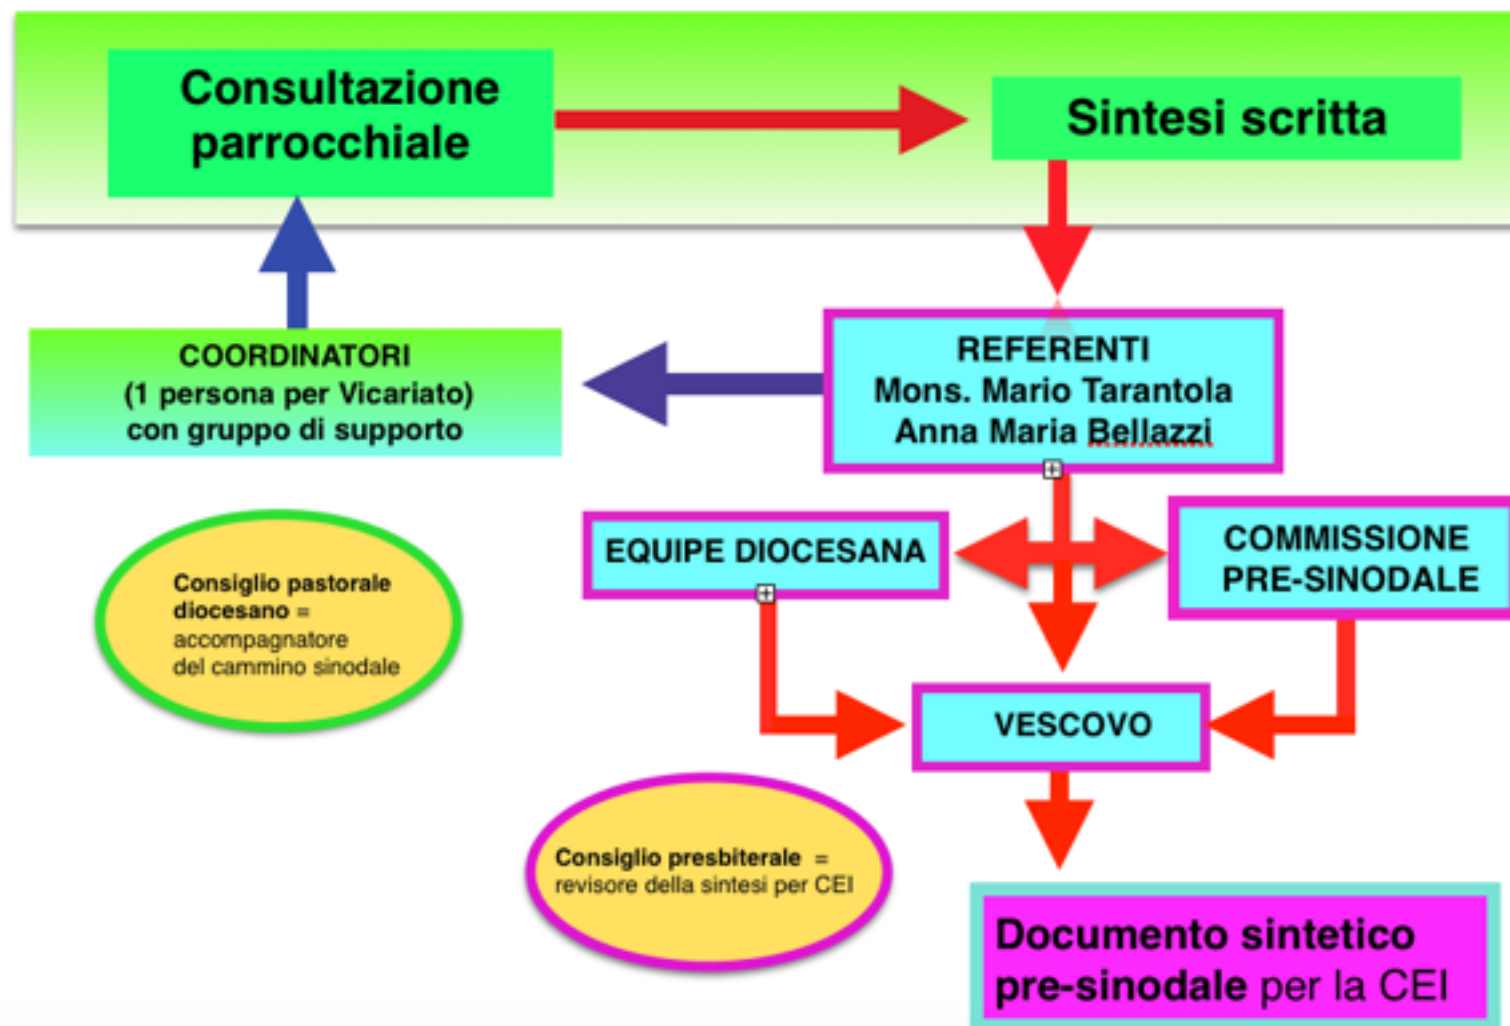 Consultazione
parrocchiale
Sintesi scritta
COORDINATORI
(1 persona per Vicariato)
con gruppo di supporto
REFERENTI
Mons. Mario Tarantola
Anna Maria Bellazzi
EQUIPE DIOCESANA
COMMISSIONE
PRE-SINODALE
Consiglio pastorale
diocesano =
accompagnatore
del cammino sinodale
VESCOVO
Consiglio presbiterale =
revisore della sintesi per CEI
Documento sintetico
pre-sinodale per la CEI